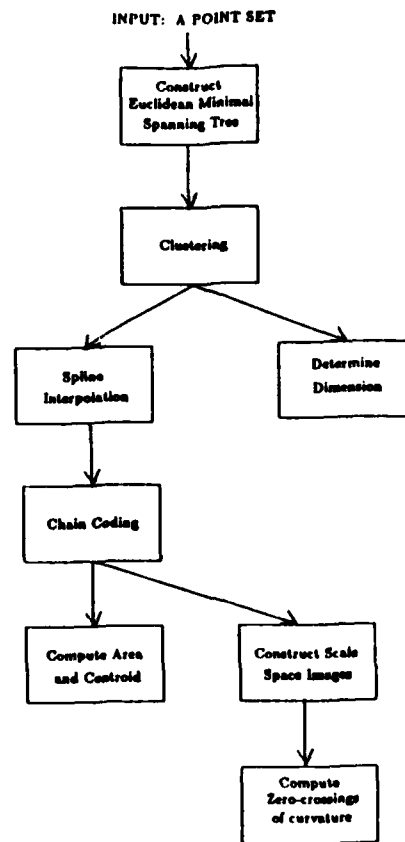 INPUT: A POINT SET
Construct
Euclidean Minimal
Spanning Tree
Clustering
Spline
Interpolation
Determine
Dimension
Chain Coding
Compute Area
and Centroid
Construct Scale
Space Images
Compute
Zero-crossings
of curvature